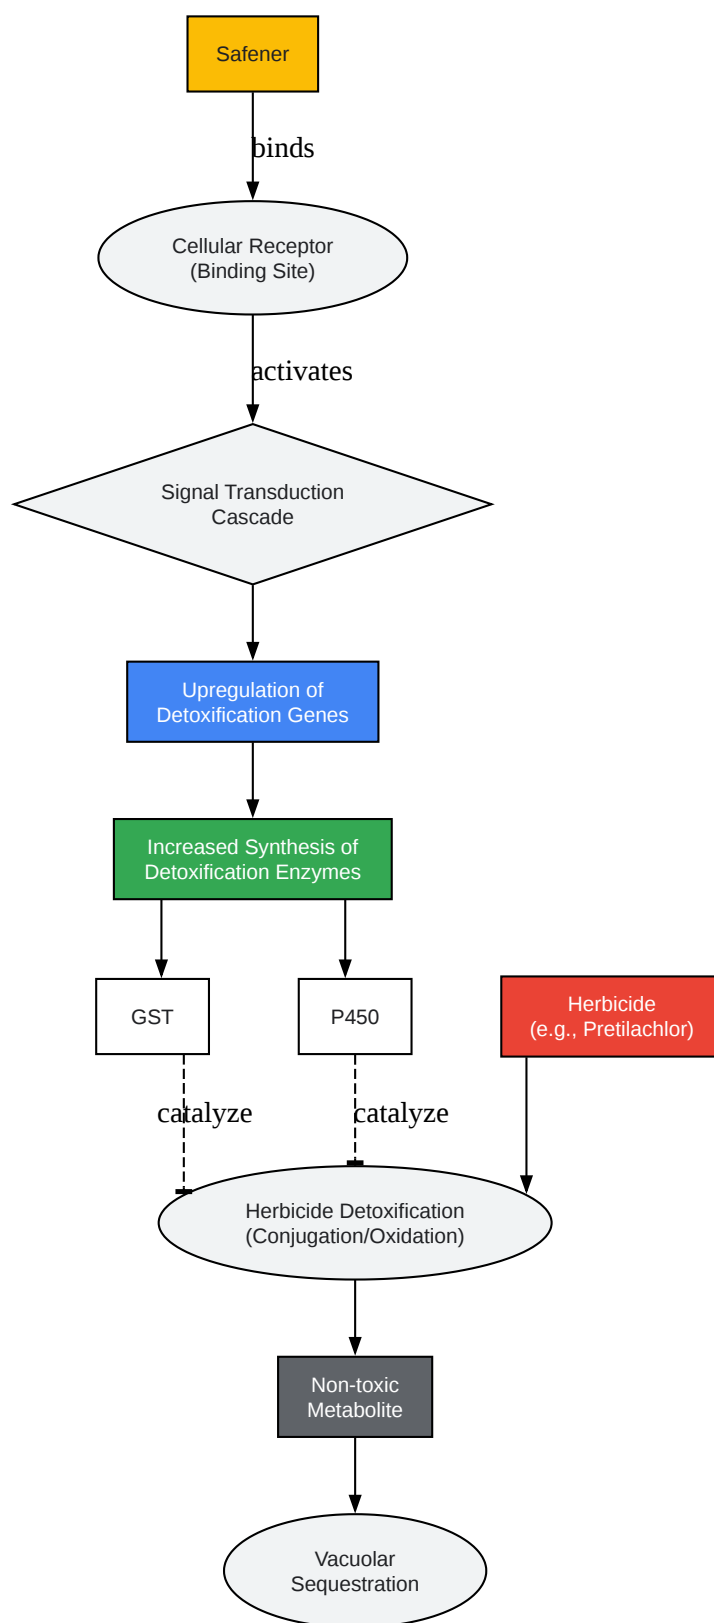 Safener
binds
Cellular Receptor
(Binding Site)
activates
Signal Transduction
Cascade
Upregulation of
Detoxification Genes
Increased Synthesis of
Detoxification Enzymes
GST
P450
Herbicide
(e.g., Pretilachlor)
catalyze
catalyze
Herbicide Detoxification
(Conjugation/Oxidation)
Non-toxic
Metabolite
Vacuolar
Sequestration